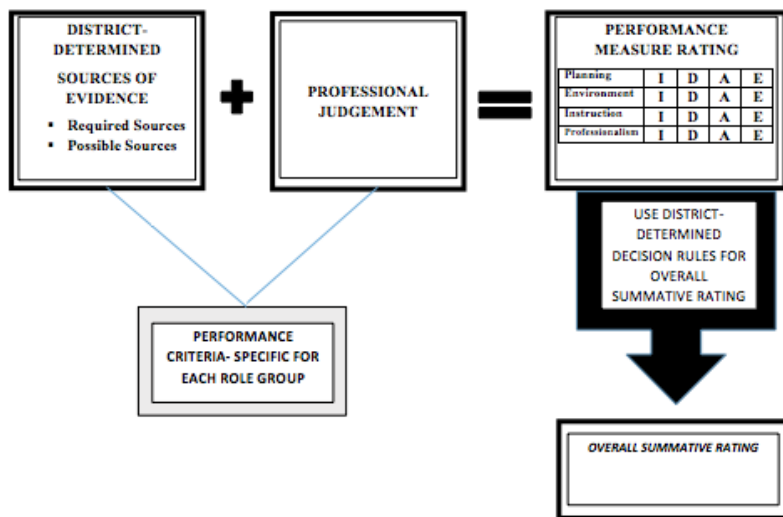 DISTRICT-
DETERMINED
SOURCES OF
EVIDENCE
▪ Required Sources
▪ Possible Sources
PROFESSIONAL
JUDGEMENT
PERFORMANCE
MEASURE RATING
Planning I D A E
Environment I D A E
Instruction I D A E
Professionalism I D A E
USE DISTRICT-
DETERMINED
DECISION RULES FOR
OVERALL
SUMMATIVE RATING
PERFORMANCE
CRITERIA- SPECIFIC FOR
EACH ROLE GROUP
OVERALL SUMMATIVE RATING